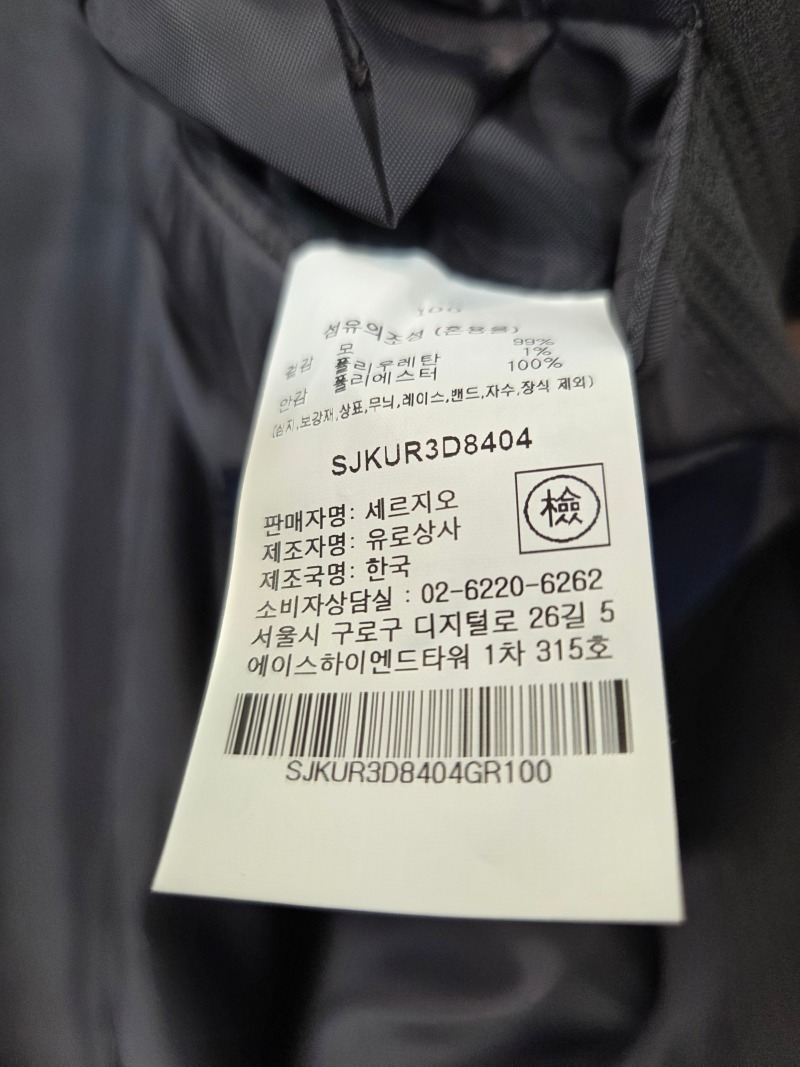 100
섬유의조성 (혼용율)
겉감 모 99%
폴리우레탄 1%
안감 폴리에스터 100%
(심지,보강재,상표,무늬,레이스,밴드,자수,장식 제외)
SJKUR3D8404
판매자명: 세르지오
檢
제조자명: 유로상사
제조국명: 한국
소비자상담실 : 02-6220-6262
서울시 구로구 디지털로 26길 5
에이스하이엔드타워 1차 315호
SJKUR3D8404GR100